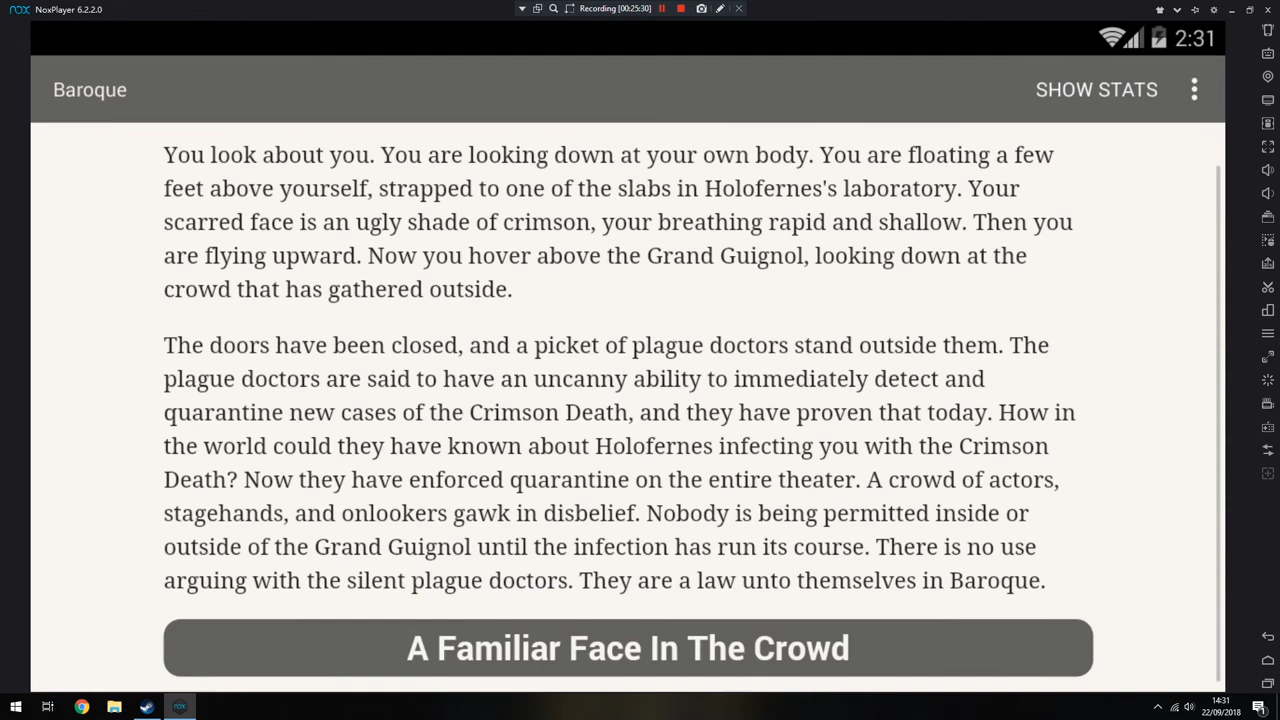 NoxPlayer 6.2.2.0
Recording [00:25:30]
2:31
Baroque
SHOW STATS
You look about you. You are looking down at your own body. You are floating a few
feet above yourself, strapped to one of the slabs in Holofernes's laboratory. Your
scarred face is an ugly shade of crimson, your breathing rapid and shallow. Then you
are flying upward. Now you hover above the Grand Guignol, looking down at the
crowd that has gathered outside.
The doors have been closed, and a picket of plague doctors stand outside them. The
plague doctors are said to have an uncanny ability to immediately detect and
quarantine new cases of the Crimson Death, and they have proven that today. How in
the world could they have known about Holofernes infecting you with the Crimson
Death? Now they have enforced quarantine on the entire theater. A crowd of actors,
stagehands, and onlookers gawk in disbelief. Nobody is being permitted inside or
outside of the Grand Guignol until the infection has run its course. There is no use
arguing with the silent plague doctors. They are a law unto themselves in Baroque.
A Familiar Face In The Crowd
14:31
22/09/2018